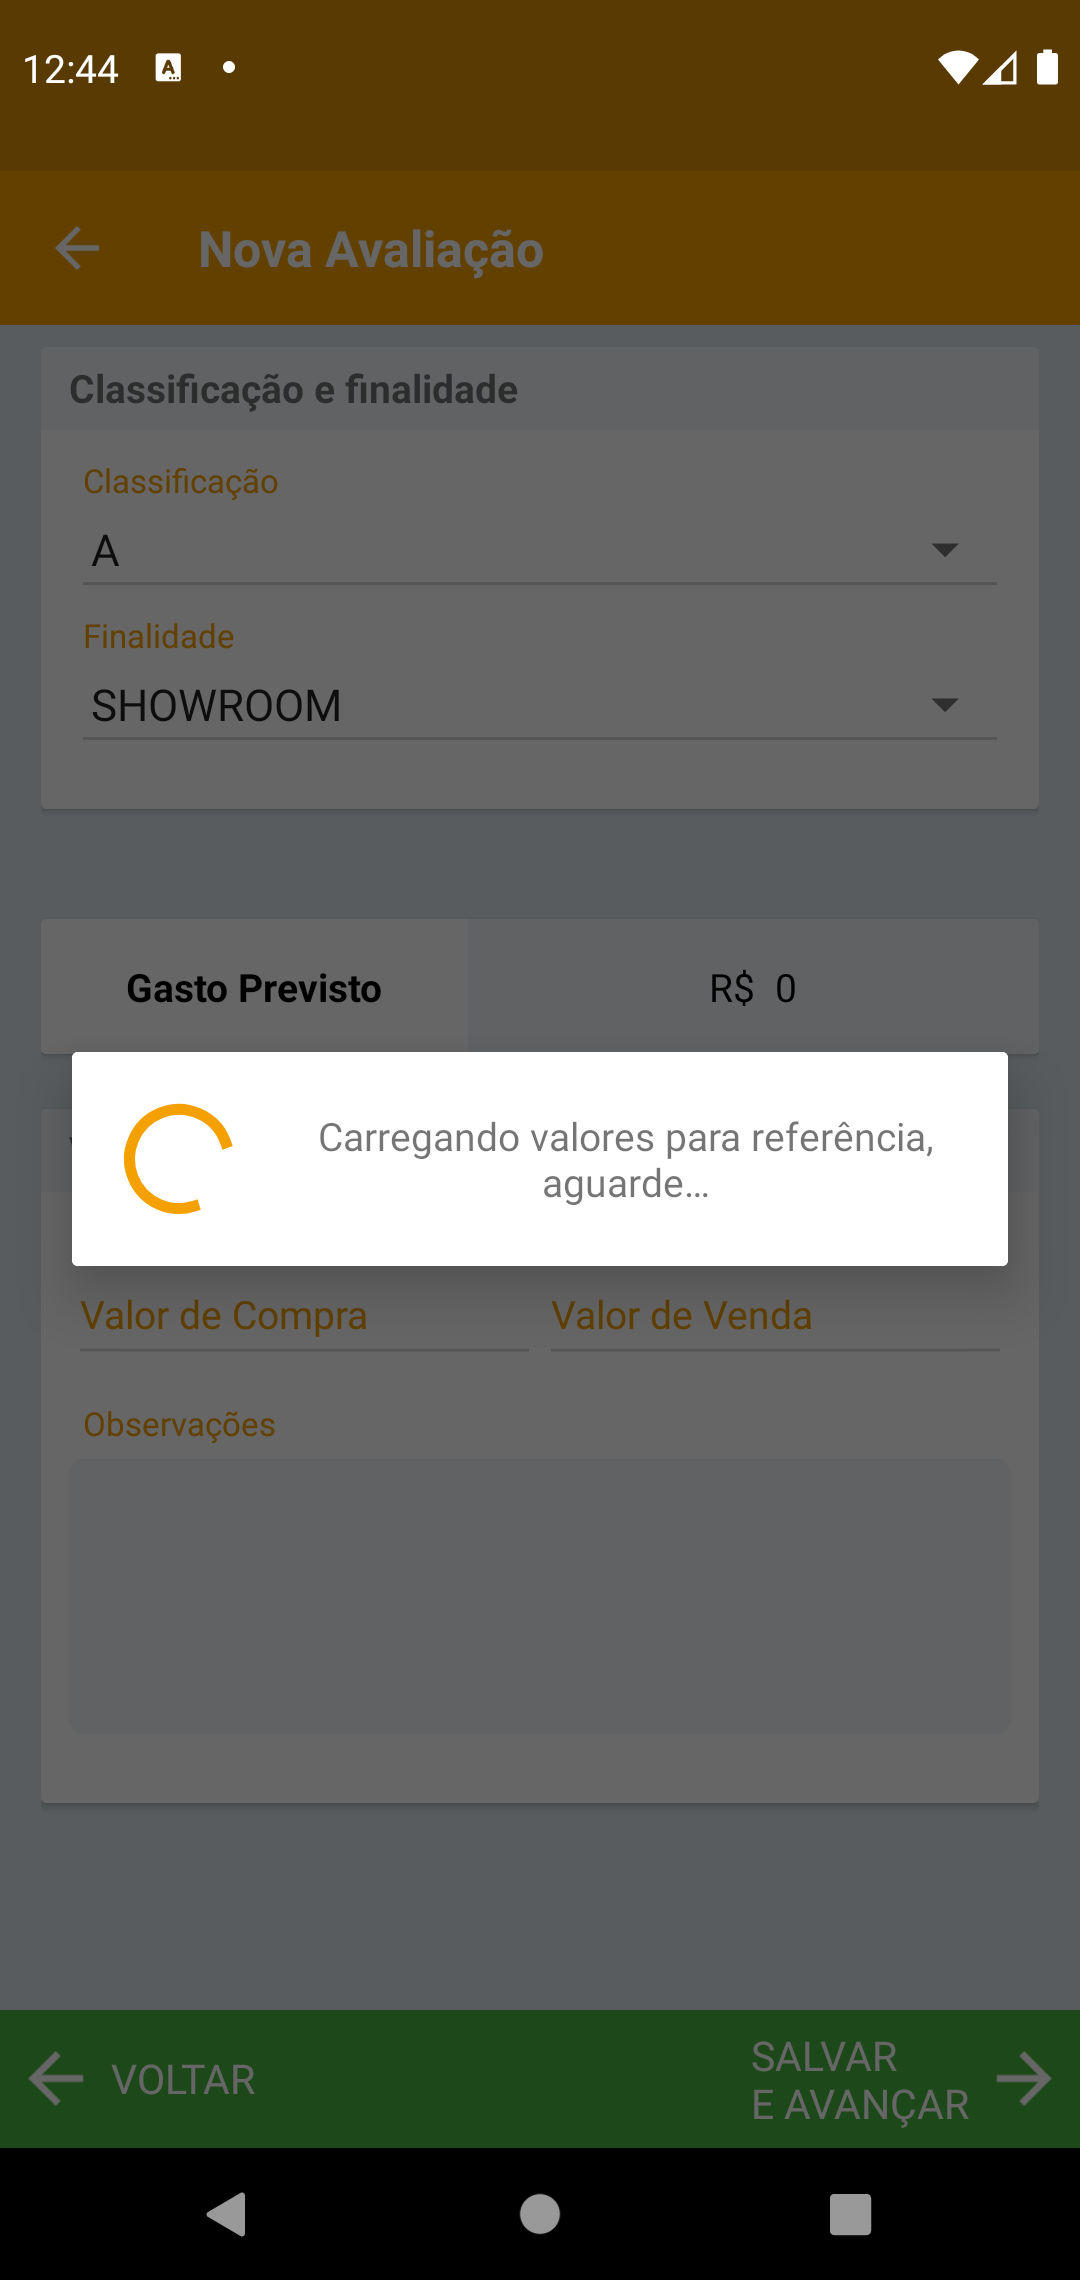 12:44
Nova Avaliação
Classificação e finalidade
Classificação
A
Finalidade
SHOWROOM
Gasto Previsto
R$ 0
Carregando valores para referência,
aguarde...
Valor de Compra
Valor de Venda
Observações
VOLTAR
SALVAR
E AVANÇAR